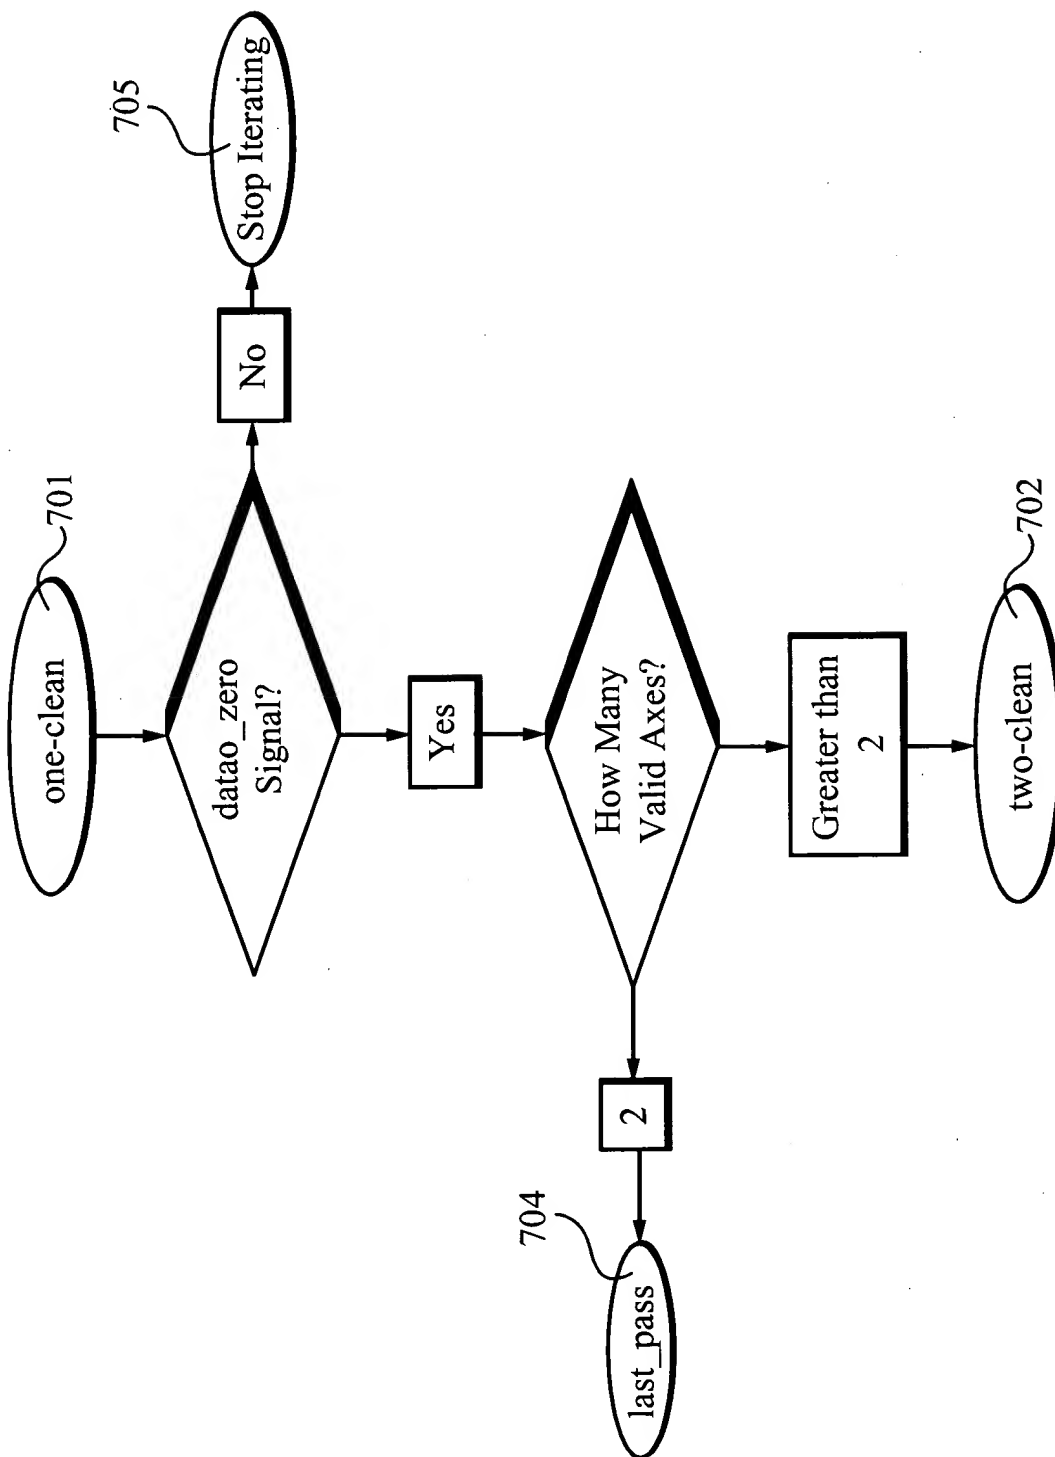 one-clean
701
datao_zero
Signal?
No
Stop Iterating
705
Yes
How Many
Valid Axes?
2
last_pass
704
Greater than
2
two-clean
702